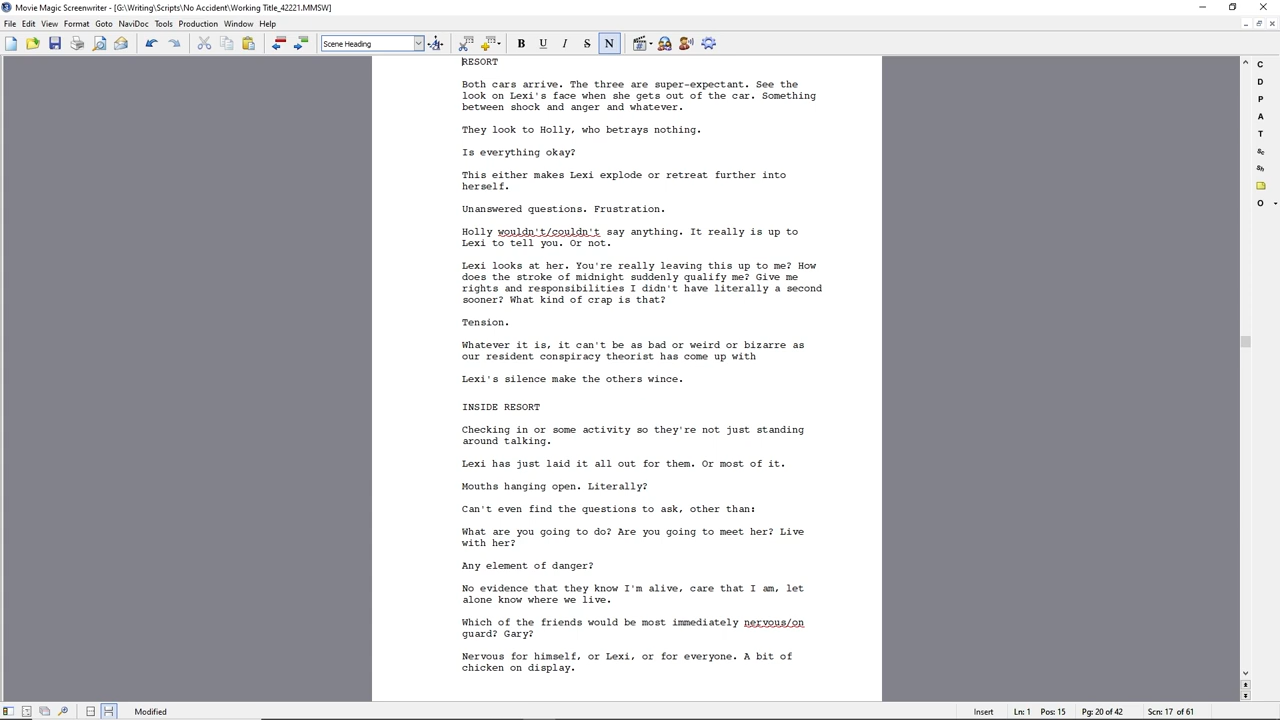 Movie Magic Screenwriter - [G:\Writing\Scripts\No Accident\Working Title_42221.MMSW]
File Edit View Format Goto NaviDoc Tools Production Window Help
Scene Heading
B U I S N
RESORT
Both cars arrive. The three are super-expectant. See the
look on Lexi's face when she gets out of the car. Something
between shock and anger and whatever.
They look to Holly, who betrays nothing.
Is everything okay?
This either makes Lexi explode or retreat further into
herself.
Unanswered questions. Frustration.
Holly wouldn't/couldn't say anything. It really is up to
Lexi to tell you. Or not.
Lexi looks at her. You're really leaving this up to me? How
does the stroke of midnight suddenly qualify me? Give me
rights and responsibilities I didn't have literally a second
sooner? What kind of crap is that?
Tension.
Whatever it is, it can't be as bad or weird or bizarre as
our resident conspiracy theorist has come up with
Lexi's silence make the others wince.
INSIDE RESORT
Checking in or some activity so they're not just standing
around talking.
Lexi has just laid it all out for them. Or most of it.
Mouths hanging open. Literally?
Can't even find the questions to ask, other than:
What are you going to do? Are you going to meet her? Live
with her?
Any element of danger?
No evidence that they know I'm alive, care that I am, let
alone know where we live.
Which of the friends would be most immediately nervous/on
guard? Gary?
Nervous for himself, or Lexi, or for everyone. A bit of
chicken on display.
C
D
P
A
T
Sc
Sh
O
Modified
Insert Ln: 1 Pos: 15 Pg: 20 of 42 Scn: 17 of 61